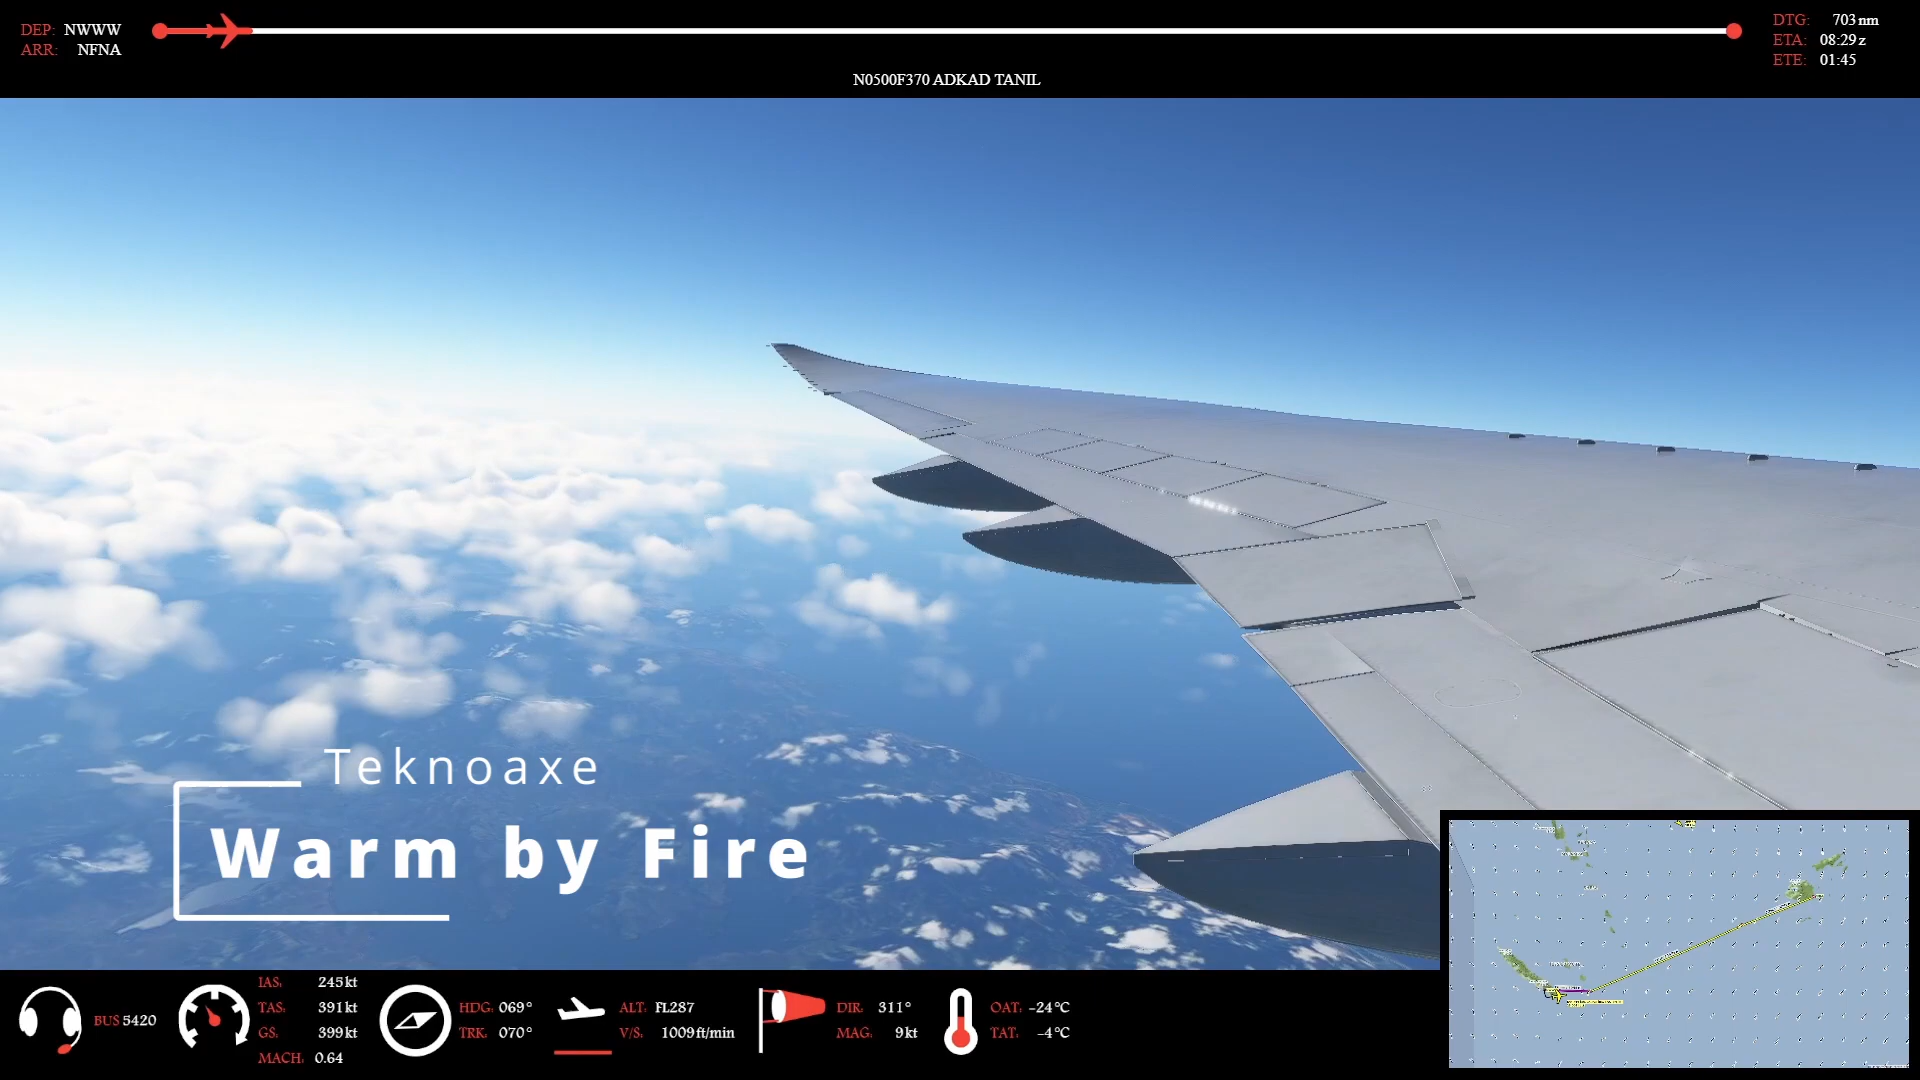 DEP: NWWW
ARR: NFNA
DTG: 703 nm
ETA: 08:29 z
ETE: 01:45
N0500F370 ADKAD TANIL
Teknoaxe
Warm by Fire
BUS 5420
IAS: 245 kt
TAS: 391 kt
GS: 399 kt
MACH: 0.64
HDG: 069°
TRK: 070°
ALT: FL287
V/S: 1009 ft/min
DIR: 311°
MAG: 9 kt
OAT: -24 °C
TAT: -4 °C